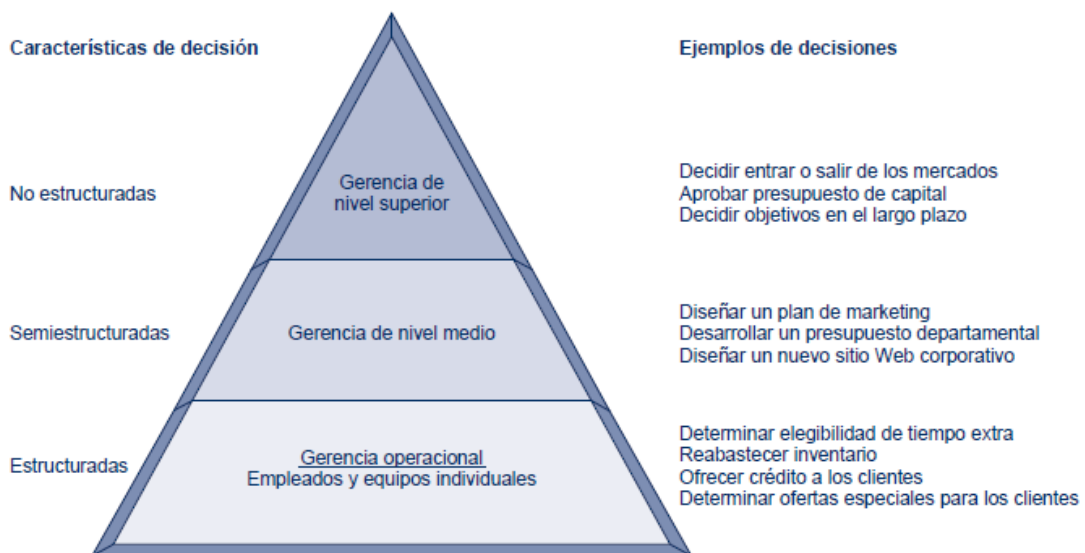 Características de decisión
Ejemplos de decisiones
No estructuradas
Gerencia de
nivel superior
Decidir entrar o salir de los mercados
Aprobar presupuesto de capital
Decidir objetivos en el largo plazo
Semiestructuradas
Gerencia de nivel medio
Diseñar un plan de marketing
Desarrollar un presupuesto departamental
Diseñar un nuevo sitio Web corporativo
Estructuradas
Gerencia operacional
Empleados y equipos individuales
Determinar elegibilidad de tiempo extra
Reabastecer inventario
Ofrecer crédito a los clientes
Determinar ofertas especiales para los clientes